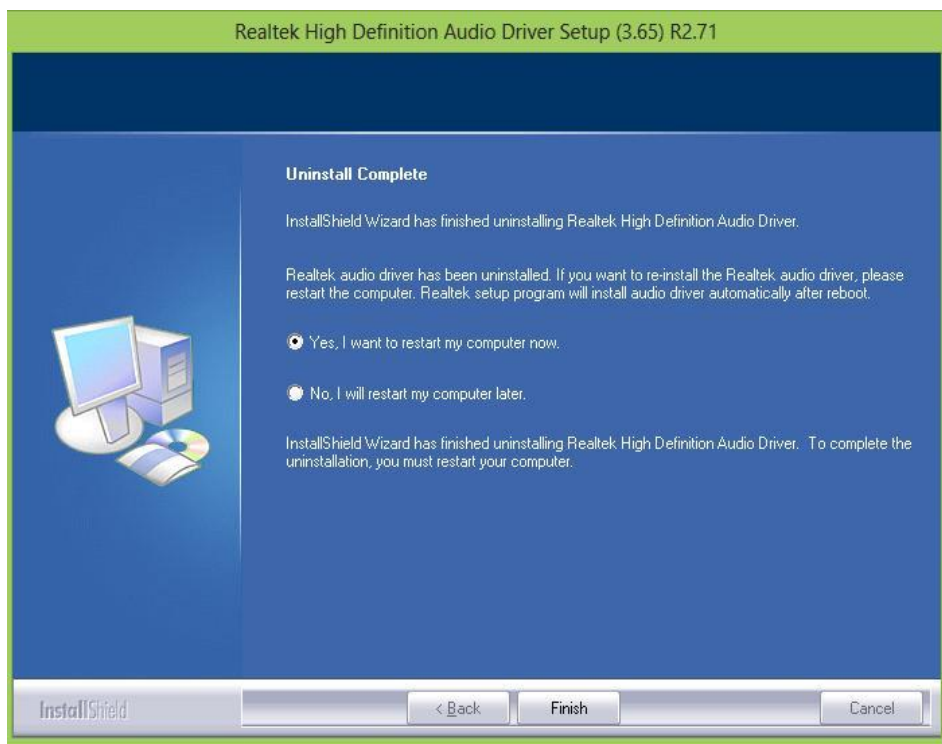 Realtek High Definition Audio Driver Setup (3.65) R2.71
Uninstall Complete
InstallShield Wizard has finished uninstalling Realtek High Definition Audio Driver.
Realtek audio driver has been uninstalled. If you want to re-install the Realtek audio driver, please
restart the computer. Realtek setup program will install audio driver automatically after reboot.
Yes, I want to restart my computer now.
No, I will restart my computer later.
InstallShield Wizard has finished uninstalling Realtek High Definition Audio Driver.  To complete the
uninstallation, you must restart your computer.
InstallShield
< Back
Finish
Cancel